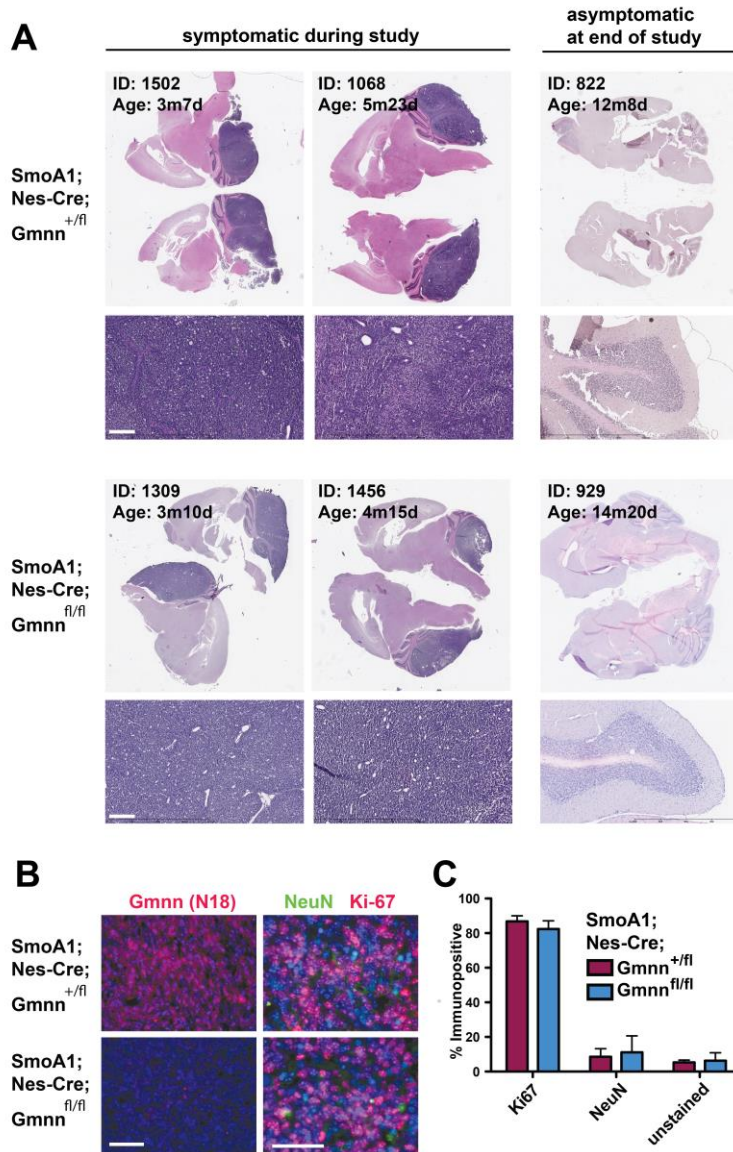 A
symptomatic during study
asymptomatic
at end of study
SmoA1;
Nes-Cre;
Gmnn+/fl
ID: 1502
Age: 3m7d
ID: 1068
Age: 5m23d
ID: 822
Age: 12m8d
SmoA1;
Nes-Cre;
Gmnn fl/fl
ID: 1309
Age: 3m10d
ID: 1456
Age: 4m15d
ID: 929
Age: 14m20d
B
Gmnn (N18)
NeuN Ki-67
SmoA1;
Nes-Cre;
Gmnn+/fl
SmoA1;
Nes-Cre;
Gmnn fl/fl
C
% Immunopositive
100
80
60
40
20
0
SmoA1;
Nes-Cre;
Gmnn+/fl
Gmnn fl/fl
Ki67
NeuN
unstained